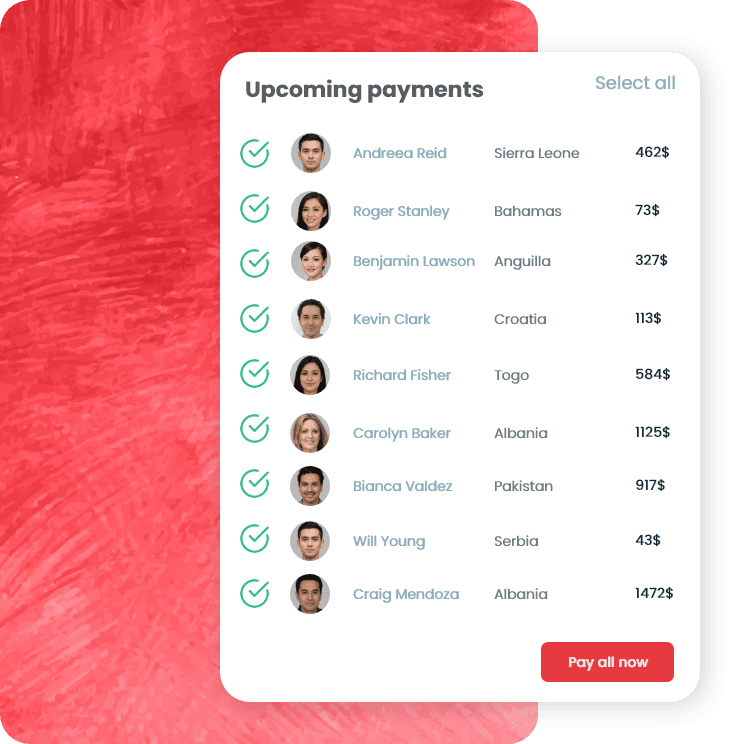 Upcoming payments Select all
Andreea Reid Sierra Leone 462$
Roger Stanley Bahamas 73$
Benjamin Lawson Anguilla 327$
Kevin Clark Croatia 113$
Richard Fisher Togo 584$
Carolyn Baker Albania 1125$
Bianca Valdez Pakistan 917$
Will Young Serbia 43$
Craig Mendoza Albania 1472$
Pay all now